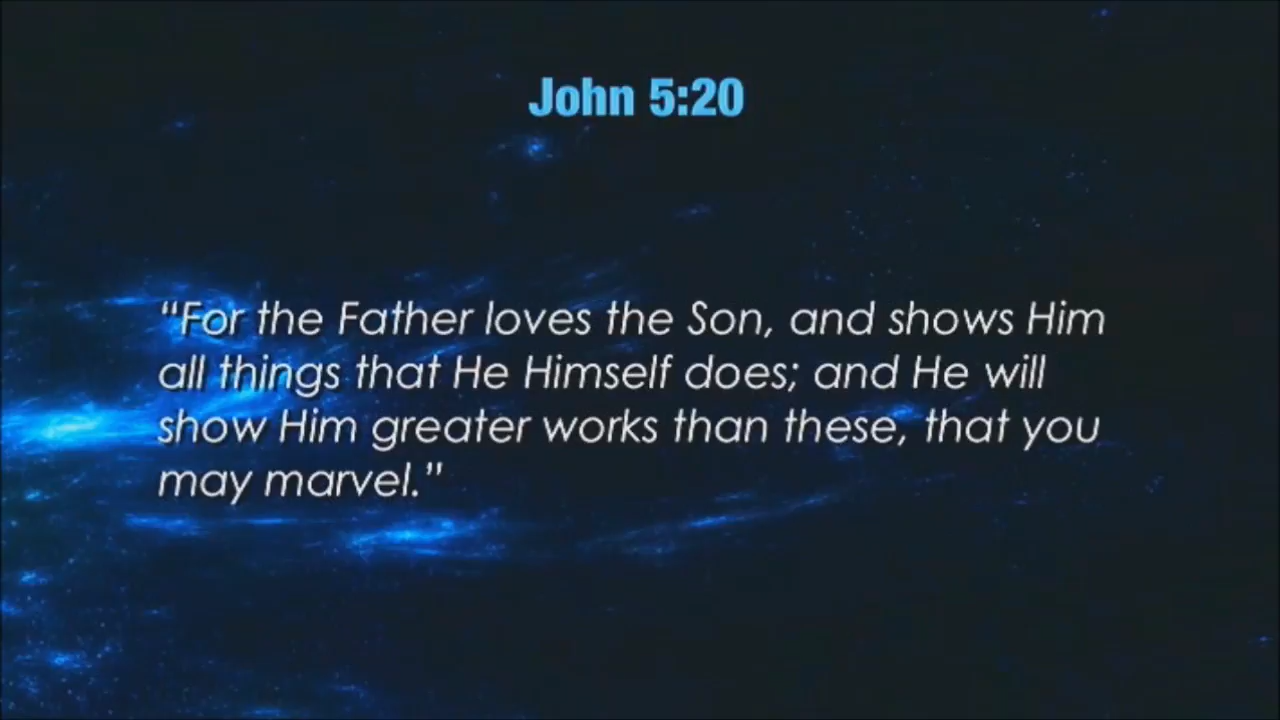 John 5:20
“For the Father loves the Son, and shows Him
all things that He Himself does; and He will
show Him greater works than these, that you
may marvel.”